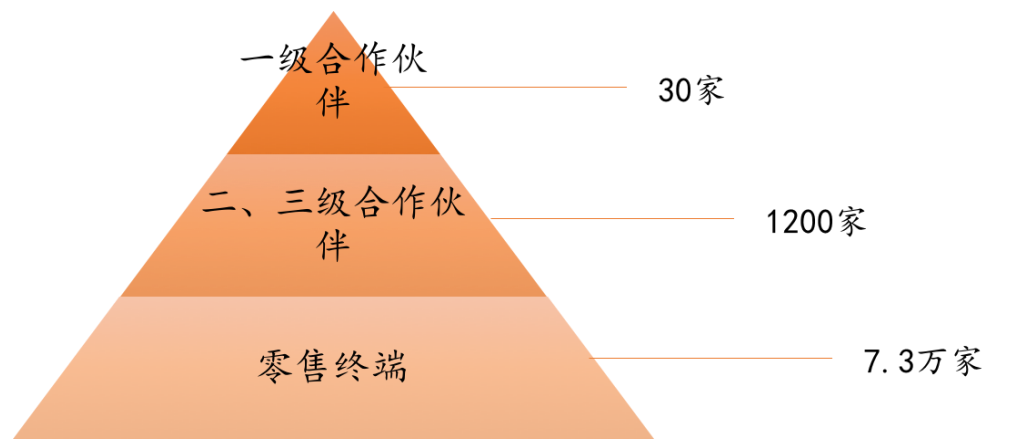 一级合作伙
伴
30家
二、三级合作伙
伴
1200家
零售终端
7.3万家